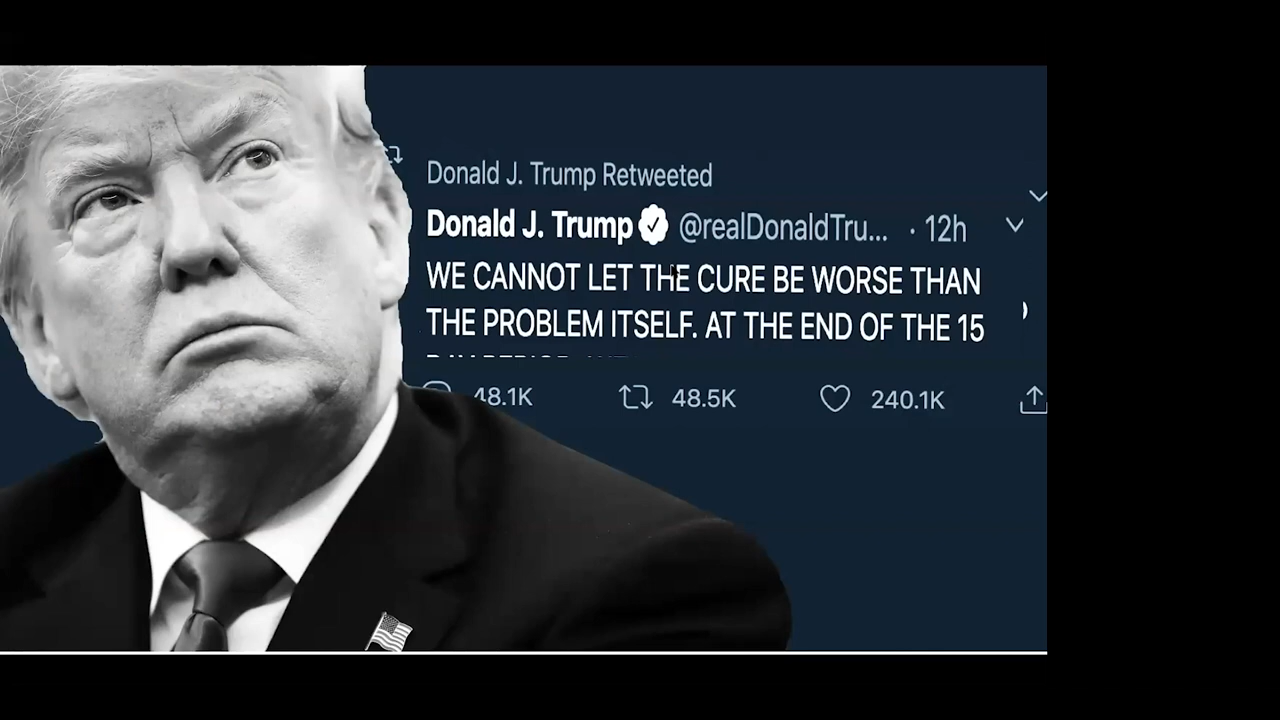 Donald J. Trump Retweeted
Donald J. Trump @realDonaldTru... · 12h
WE CANNOT LET THE CURE BE WORSE THAN
THE PROBLEM ITSELF. AT THE END OF THE 15
48.1K 48.5K 240.1K